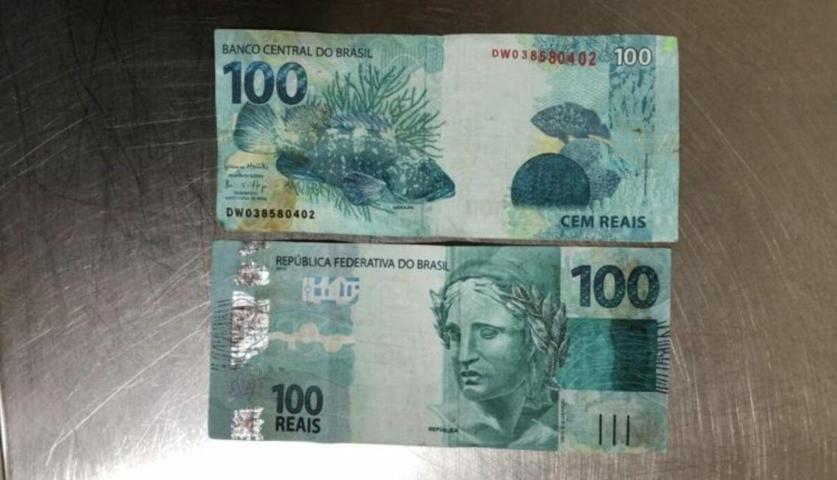 BANCO CENTRAL DO BRASIL
100
DW038580402
100
DW038580402
CEM REAIS
REPÚBLICA FEDERATIVA DO BRASIL
100
100
REAIS
REPÚBLICA